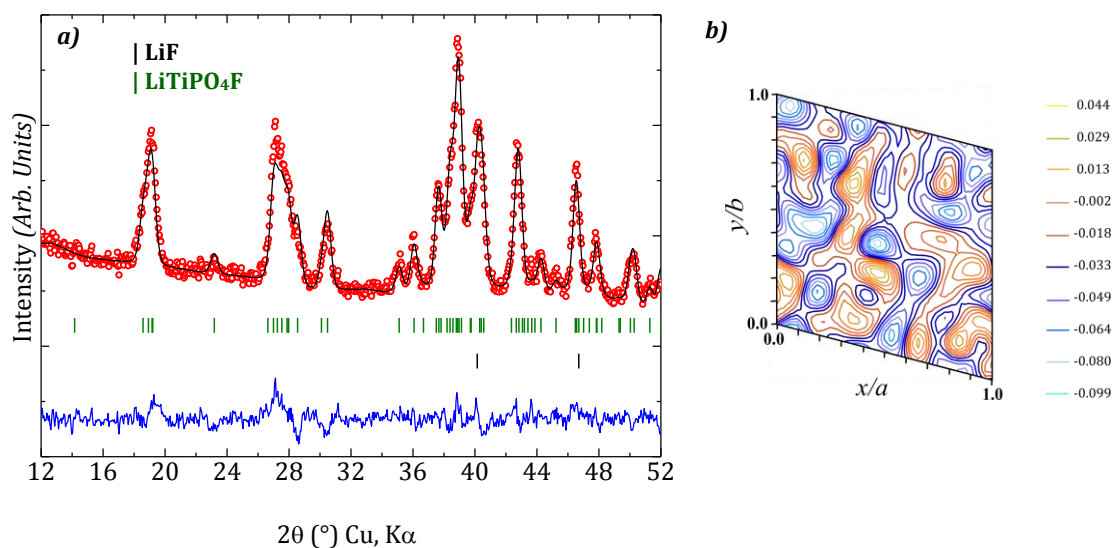 a)
| LiF
| LiTiPO₄F
Intensity (Arb. Units)
12 16 20 24 28 32 36 40 44 48 52
2θ (°) Cu, Kα
b)
1.0
y/b
0.0
0.0
x/a
1.0
0.044
0.029
0.013
-0.002
-0.018
-0.033
-0.049
-0.064
-0.080
-0.099